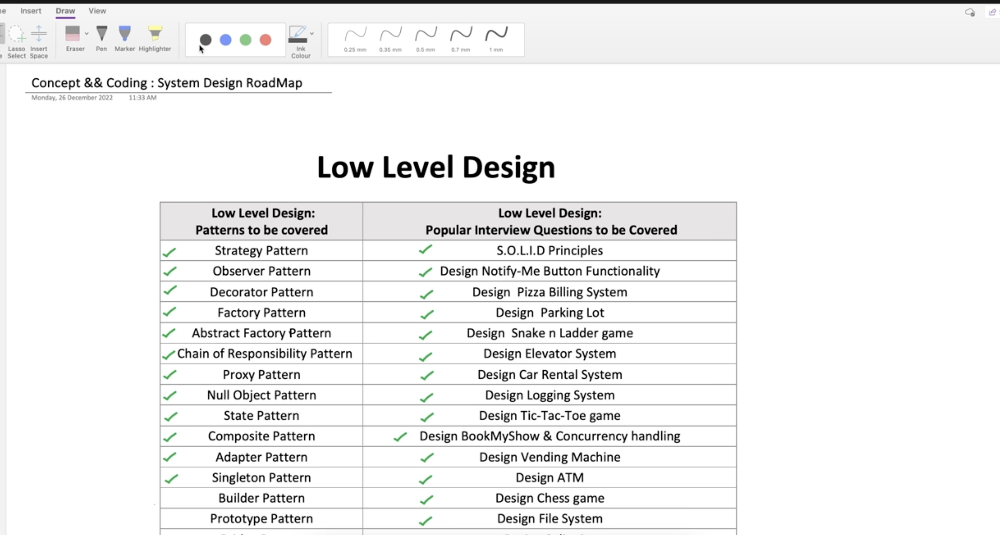 Insert Draw View
Lasso Select
Insert Space
Eraser
Pen
Marker
Highlighter
Ink Colour
0.25 mm
0.35 mm
0.5 mm
0.7 mm
1 mm
Concept && Coding : System Design RoadMap
Monday, 26 December 2022 11:33 AM
Low Level Design
Low Level Design:
Patterns to be covered
Low Level Design:
Popular Interview Questions to be Covered
Strategy Pattern S.O.L.I.D Principles
Observer Pattern Design Notify-Me Button Functionality
Decorator Pattern Design Pizza Billing System
Factory Pattern Design Parking Lot
Abstract Factory Pattern Design Snake n Ladder game
Chain of Responsibility Pattern Design Elevator System
Proxy Pattern Design Car Rental System
Null Object Pattern Design Logging System
State Pattern Design Tic-Tac-Toe game
Composite Pattern Design BookMyShow & Concurrency handling
Adapter Pattern Design Vending Machine
Singleton Pattern Design ATM
Builder Pattern Design Chess game
Prototype Pattern Design File System